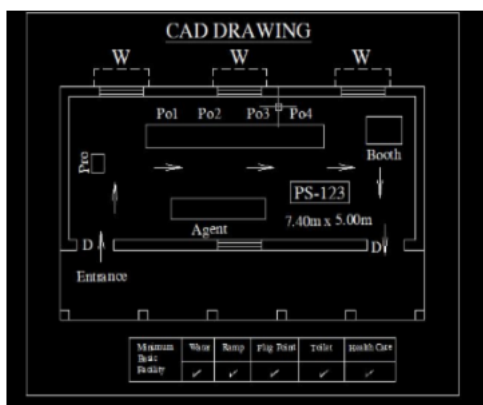 CAD DRAWING
W W W
Po1 Po2 Po3 Po4
Pro
Booth
PS-123
7.40m x 5.00m
Agent
D D
Entrance
Minimum Basic Facility Water Ramp Plug Point Toilet Health Care
✓ ✓ ✓ ✓ ✓